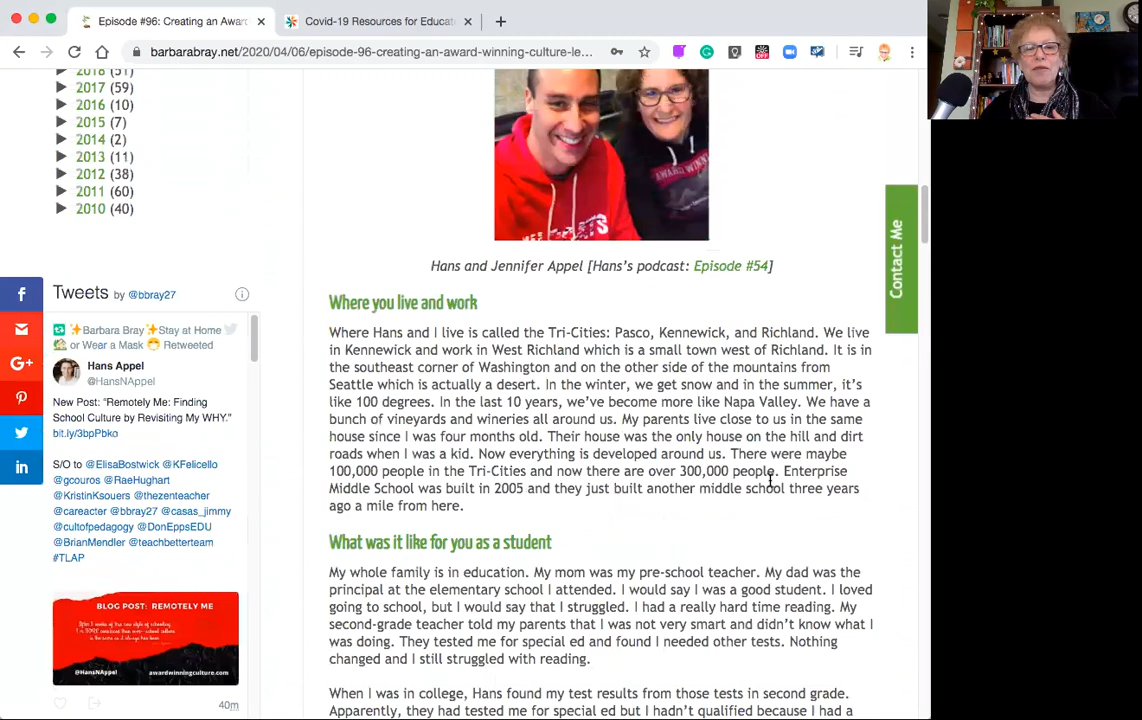 Episode #96: Creating an Awar
Covid-19 Resources for Educat
barbarabray.net/2020/04/06/episode-96-creating-an-award-winning-culture-le...
OFF
2018 (51)
2017 (59)
2016 (10)
2015 (7)
2014 (2)
2013 (11)
2012 (38)
2011 (60)
2010 (40)
Tweets by @bbray27
✨Barbara Bray✨Stay at Home
or Wear a Mask 😷 Retweeted
Hans Appel
@HansNAppel
New Post: “Remotely Me: Finding
School Culture by Revisiting My WHY.”
bit.ly/3bpPbko
S/O to @ElisaBostwick @KFelicello
@gcouros @RaeHughart
@KristinKsouers @thezenteacher
@careactor @bbray27 @casas_jimmy
@cultofpedagogy @DonEppsEDU
@BrianMendler @teachbetterteam
#TLAP
BLOG POST: REMOTELY ME
@HansNAppel
awardwinningculture.com
40m
Hans and Jennifer Appel [Hans's podcast: Episode #54]
Where you live and work
Where Hans and I live is called the Tri-Cities: Pasco, Kennewick, and Richland. We live
in Kennewick and work in West Richland which is a small town west of Richland. It is in
the southeast corner of Washington and on the other side of the mountains from
Seattle which is actually a desert. In the winter, we get snow and in the summer, it's
like 100 degrees. In the last 10 years, we've become more like Napa Valley. We have a
bunch of vineyards and wineries all around us. My parents live close to us in the same
house since I was four months old. Their house was the only house on the hill and dirt
roads when I was a kid. Now everything is developed around us. There were maybe
100,000 people in the Tri-Cities and now there are over 300,000 people. Enterprise
Middle School was built in 2005 and they just built another middle school three years
ago a mile from here.
What was it like for you as a student
My whole family is in education. My mom was my pre-school teacher. My dad was the
principal at the elementary school I attended. I would say I was a good student. I loved
going to school, but I would say that I struggled. I had a really hard time reading. My
second-grade teacher told my parents that I was not very smart and didn't know what I
was doing. They tested me for special ed and found I needed other tests. Nothing
changed and I still struggled with reading.
When I was in college, Hans found my test results from those tests in second grade.
Apparently, they had tested me for special ed but I hadn't qualified because I had a
Contact Me